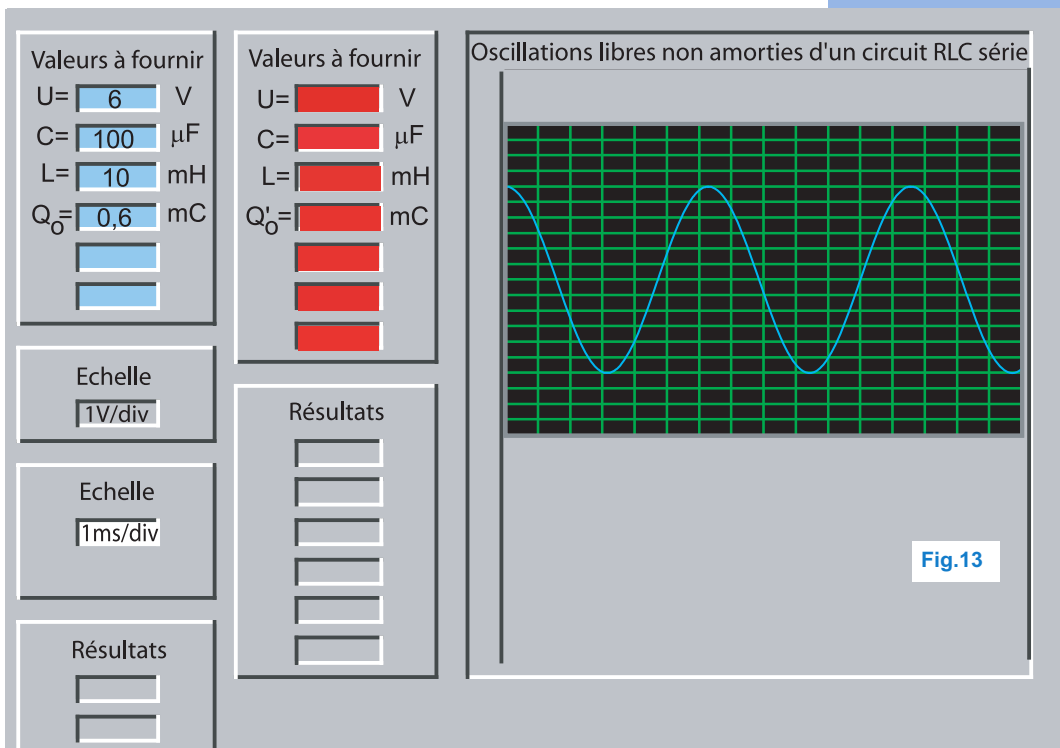 Valeurs à fournir
U= 6 V
C= 100 μF
L= 10 mH
Qo= 0,6 mC
Echelle
1V/div
Echelle
1ms/div
Résultats
Valeurs à fournir
U= V
C= μF
L= mH
Q'o= mC
Résultats
Oscillations libres non amorties d'un circuit RLC série
Fig.13